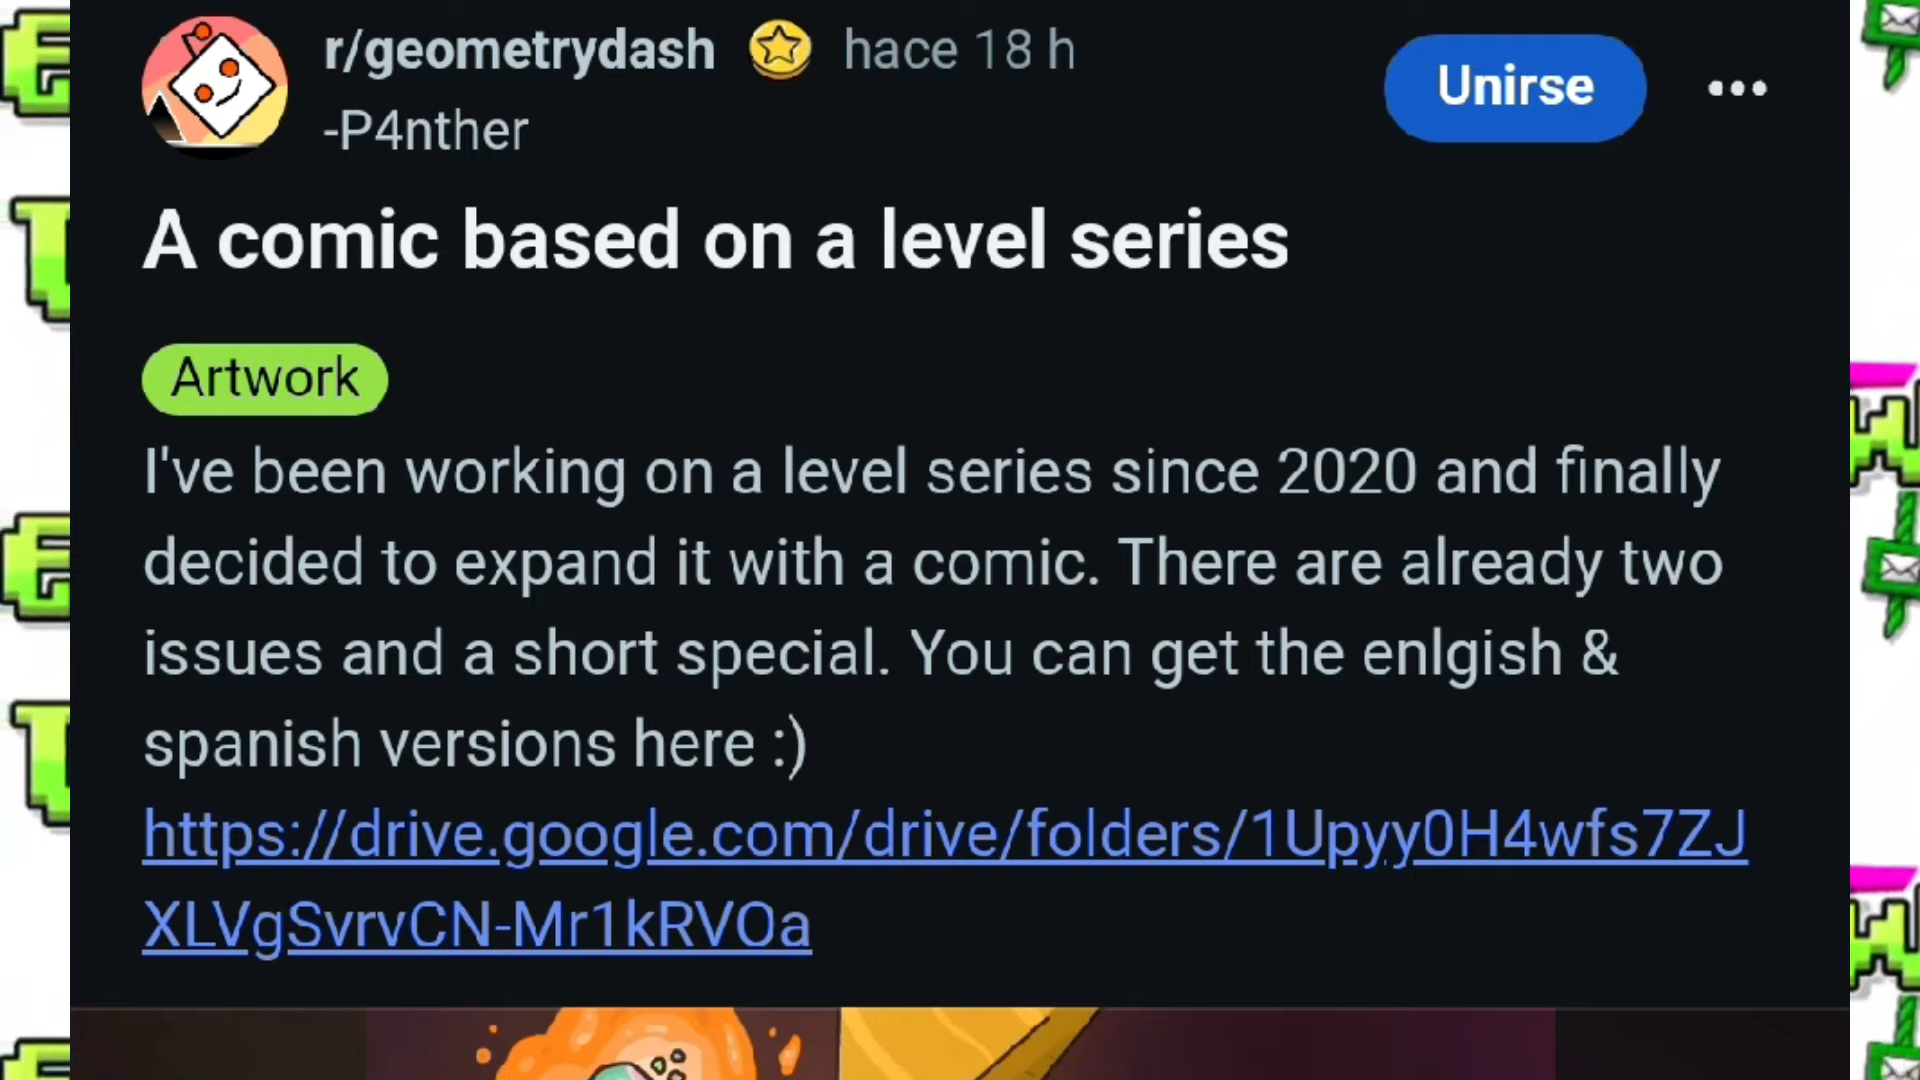 r/geometrydash hace 18 h
-P4nther
Unirse
A comic based on a level series
Artwork
I've been working on a level series since 2020 and finally
decided to expand it with a comic. There are already two
issues and a short special. You can get the enlgish &
spanish versions here :)
https://drive.google.com/drive/folders/1Upyy0H4wfs7ZJ
XLVgSvrvCN-Mr1kRVOa